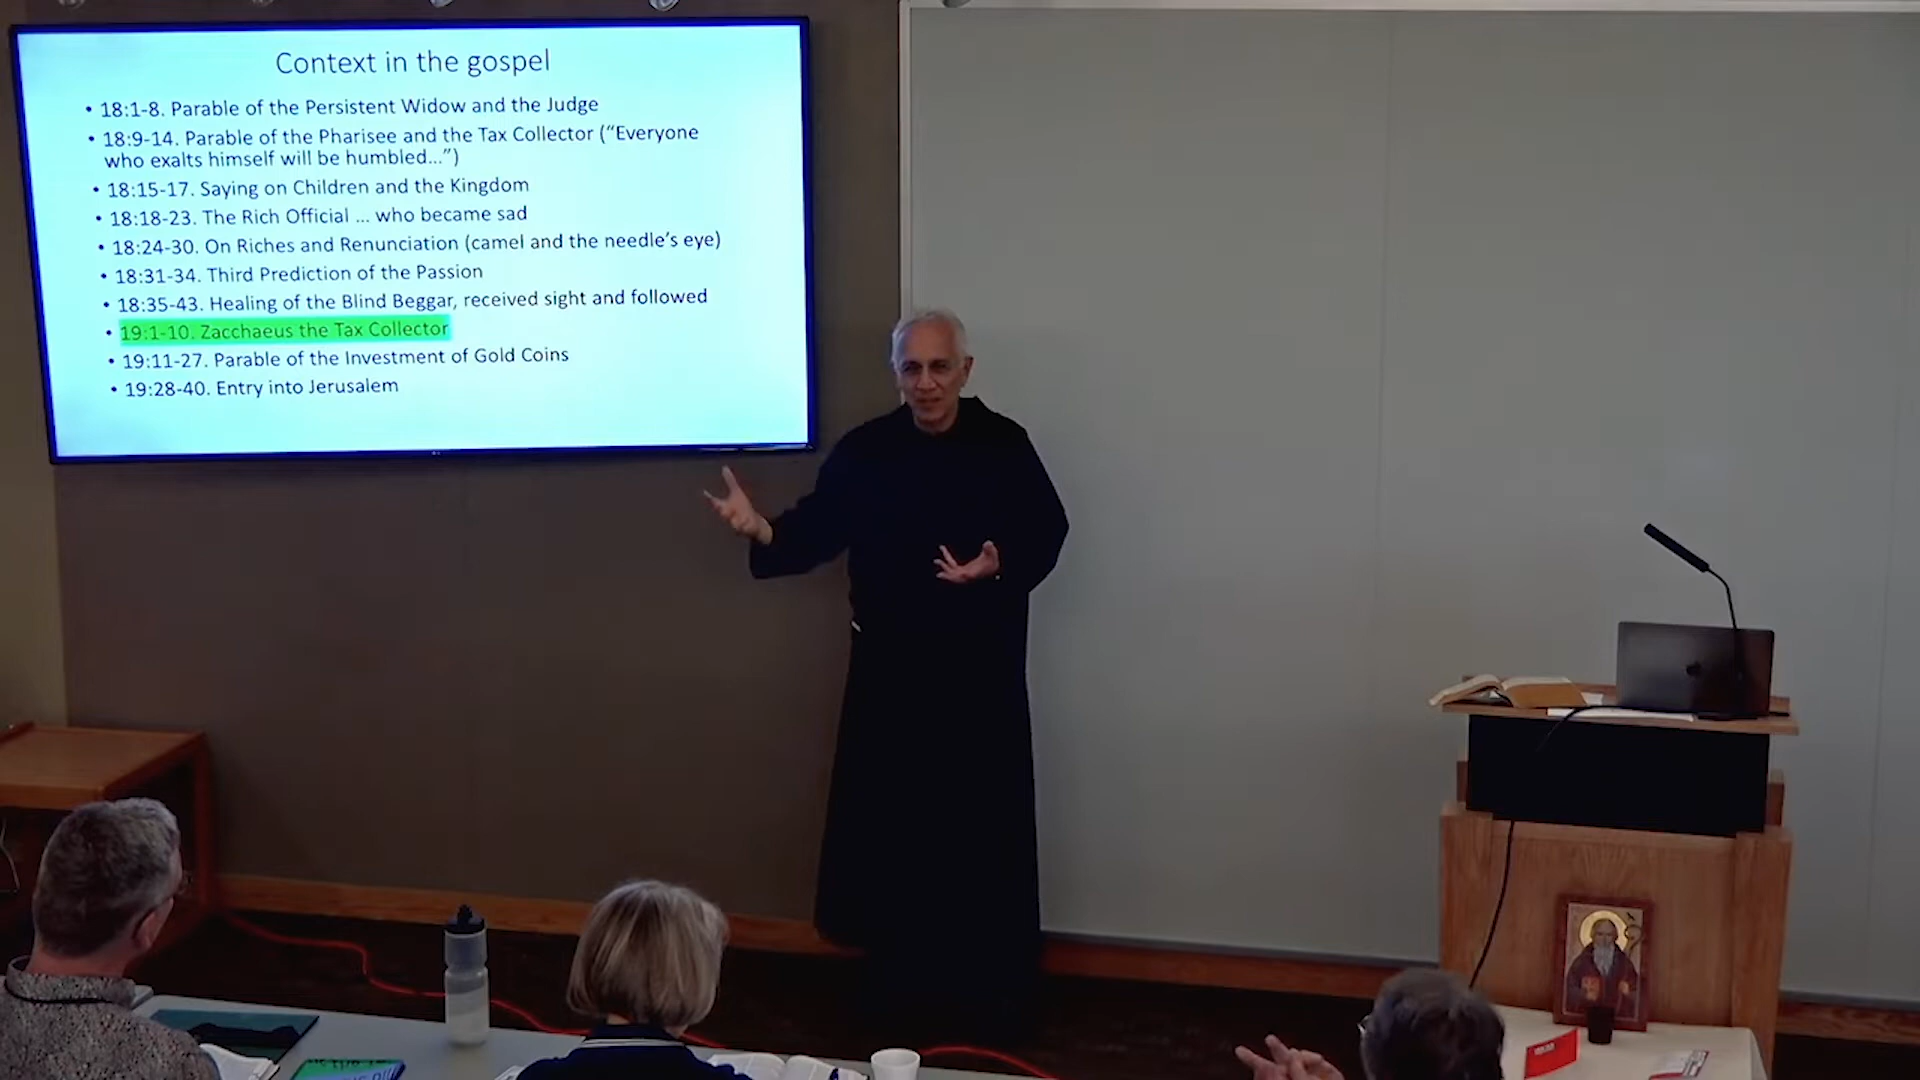 Context in the gospel
• 18:1-8. Parable of the Persistent Widow and the Judge
• 18:9-14. Parable of the Pharisee and the Tax Collector (“Everyone
who exalts himself will be humbled...”)
• 18:15-17. Saying on Children and the Kingdom
• 18:18-23. The Rich Official ... who became sad
• 18:24-30. On Riches and Renunciation (camel and the needle’s eye)
• 18:31-34. Third Prediction of the Passion
• 18:35-43. Healing of the Blind Beggar, received sight and followed
• 19:1-10. Zacchaeus the Tax Collector
• 19:11-27. Parable of the Investment of Gold Coins
• 19:28-40. Entry into Jerusalem